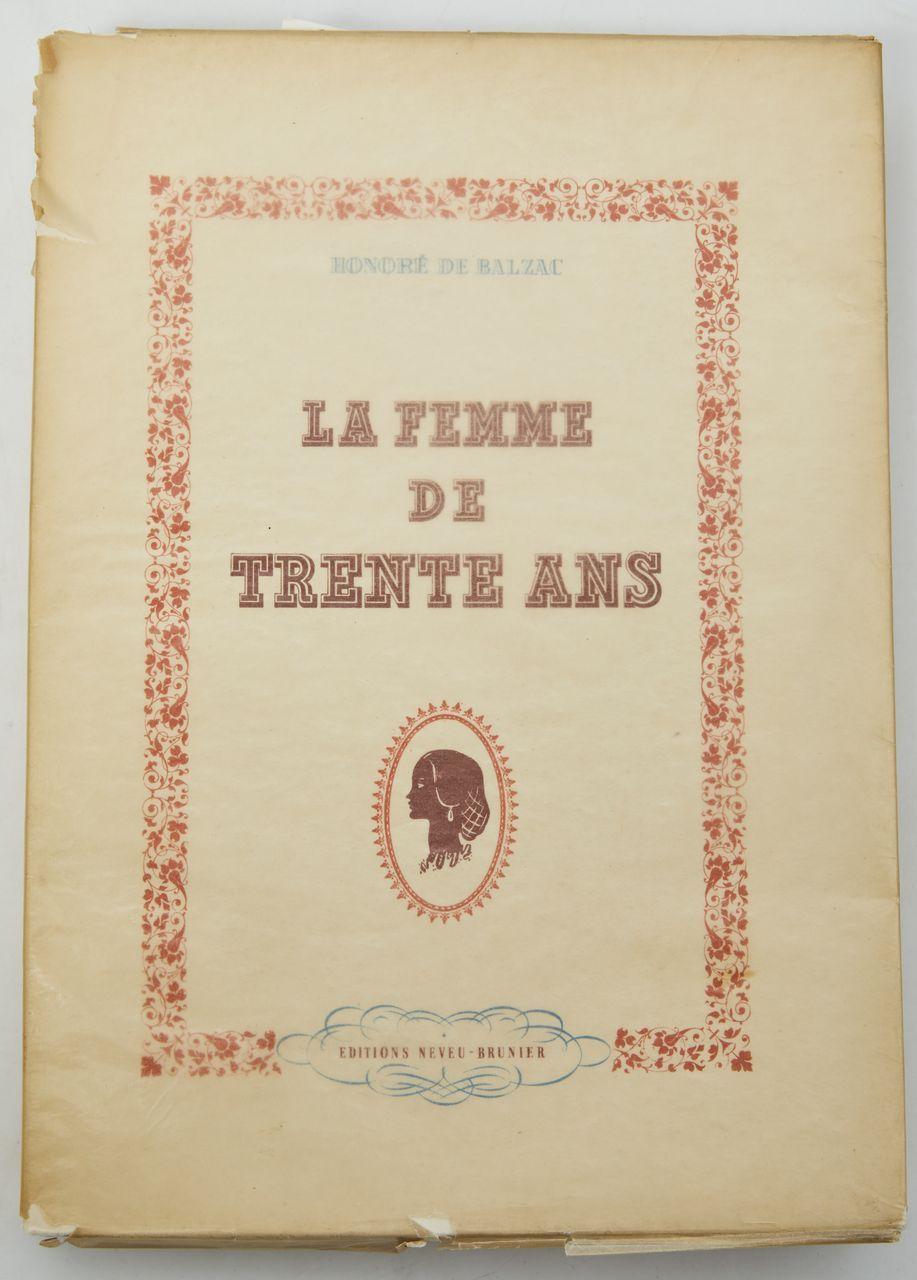 HONORÉ DE BALZAC
LA FEMME
DE
TRENTE ANS
EDITIONS NEVEU-BRUNIER